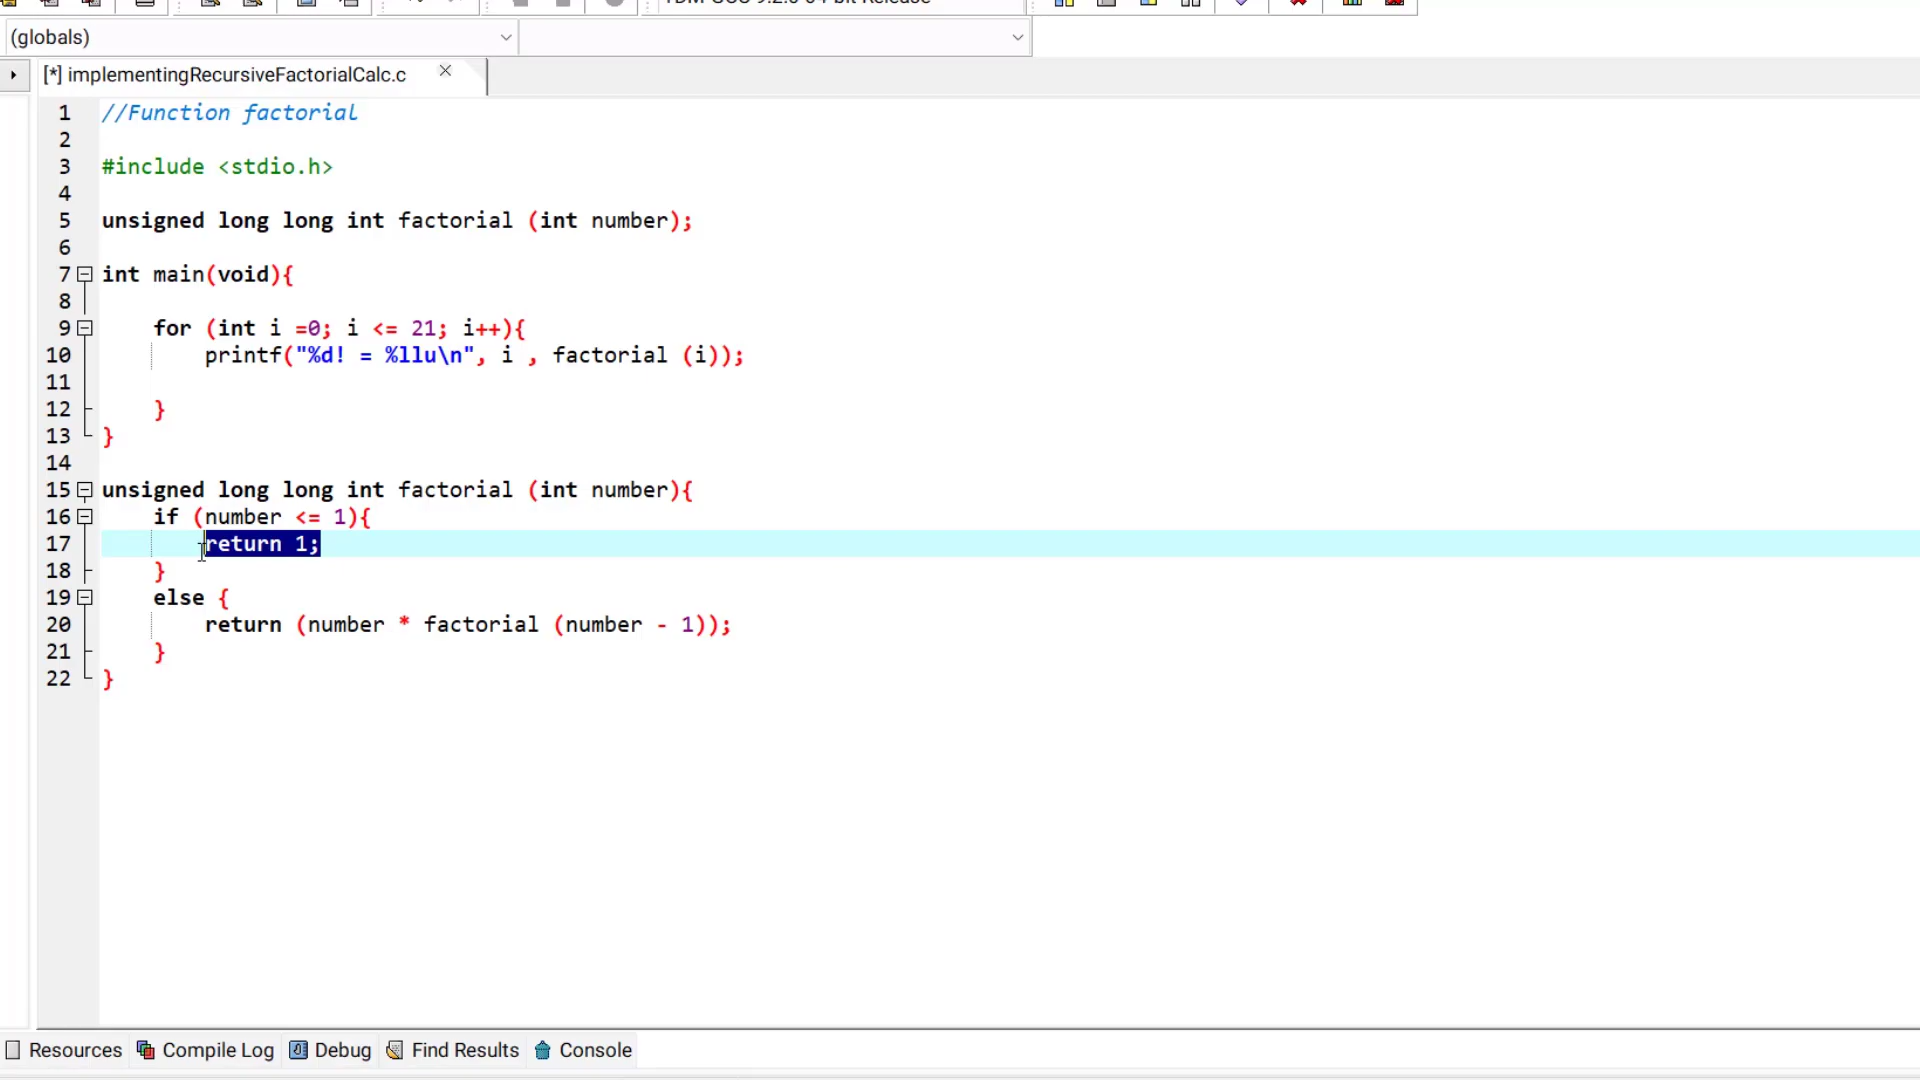 (globals)
[*] implementingRecursiveFactorialCalc.c
1 //Function factorial
2
3 #include <stdio.h>
4
5 unsigned long long int factorial (int number);
6
7 int main(void){
8
9 for (int i =0; i <= 21; i++){
10 printf("%d! = %llu\n", i , factorial (i));
11
12 }
13 }
14
15 unsigned long long int factorial (int number){
16 if (number <= 1){
17 return 1;
18 }
19 else {
20 return (number * factorial (number - 1));
21 }
22 }
Resources Compile Log Debug Find Results Console